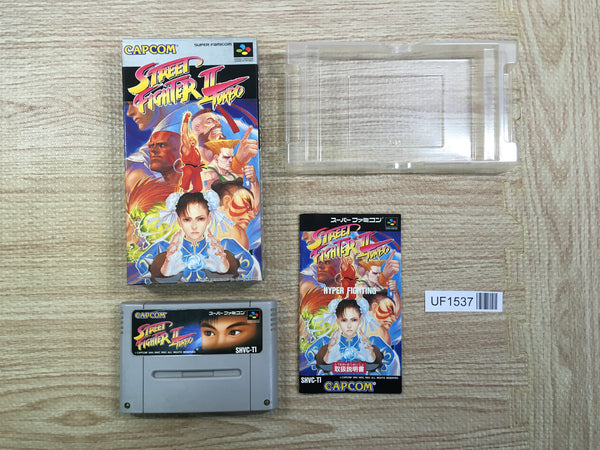 CAPCOM
SUPER FAMICOM
STREET
FIGHTER II
TURBO
スーパーファミコン
STREET
FIGHTER II
TURBO
HYPER FIGHTING
取扱説明書
SHVC-TI
CAPCOM
UF1537
CAPCOM
スーパーファミコン
STREET
FIGHTER II
TURBO
SHVC-TI